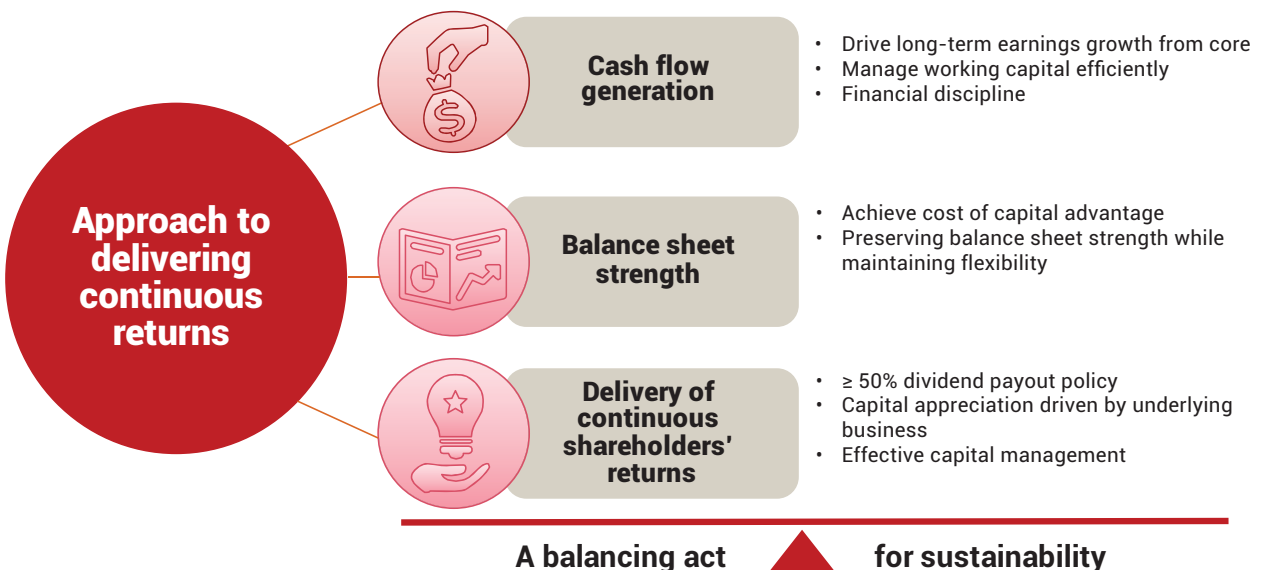 Approach to
delivering
continuous
returns
Cash flow
generation
• Drive long-term earnings growth from core
• Manage working capital efficiently
• Financial discipline
Balance sheet
strength
• Achieve cost of capital advantage
• Preserving balance sheet strength while
maintaining flexibility
Delivery of
continuous
shareholders’
returns
• ≥ 50% dividend payout policy
• Capital appreciation driven by underlying
business
• Effective capital management
A balancing act for sustainability